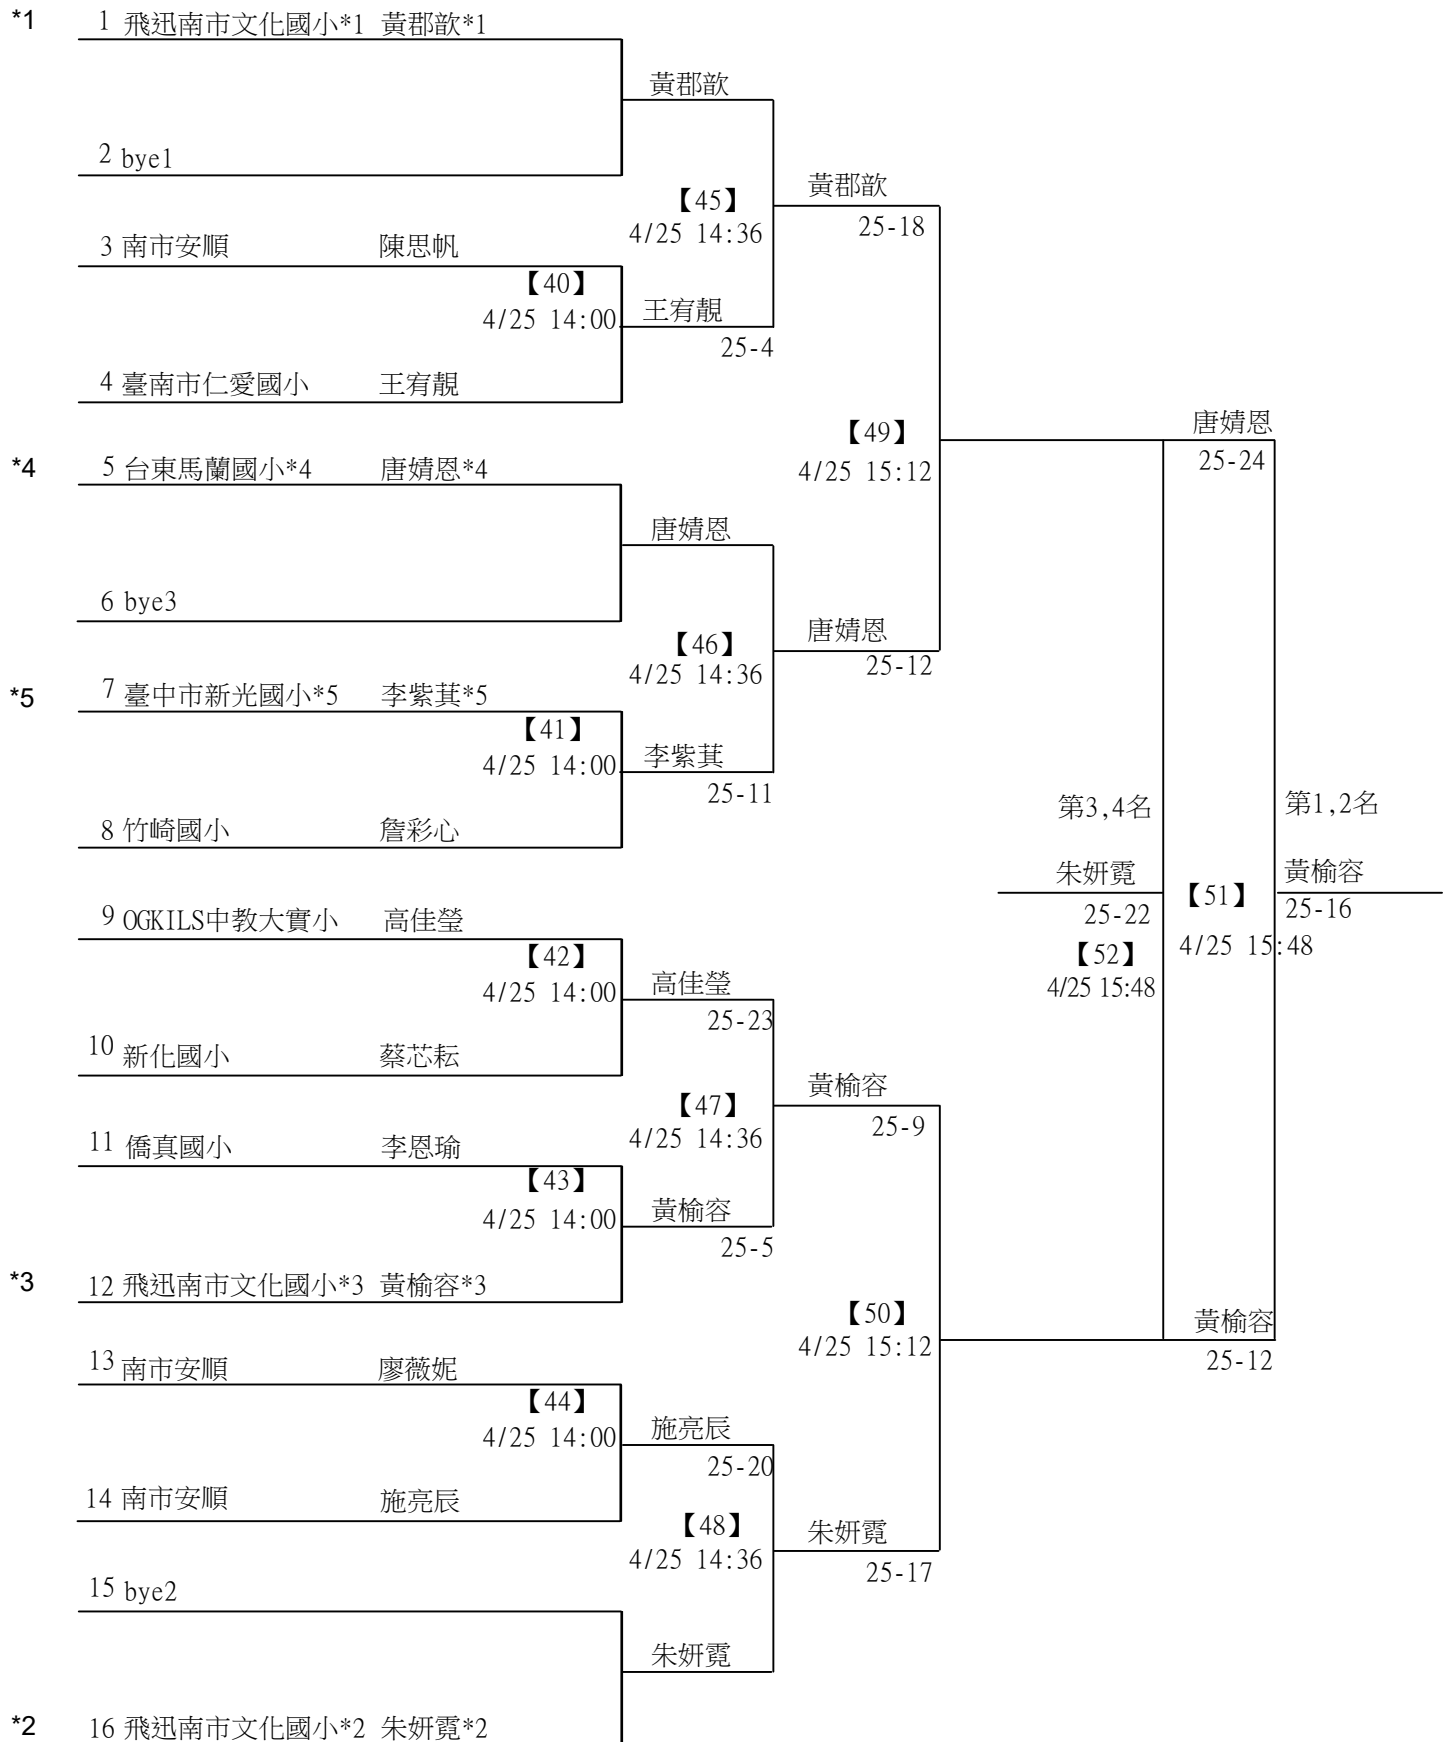 *1 1 飛迅南市文化國小*1 黃郡歆*1
黃郡歆
2 bye1
黃郡歆
【45】
25-18
4/25 14:36
3 南市安順 陳思帆
【40】
王宥靚
4/25 14:00
25-4
4 臺南市仁愛國小 王宥靚
唐婧恩
【49】
*4 5 台東馬蘭國小*4 唐婧恩*4
25-24
4/25 15:12
唐婧恩
6 bye3
唐婧恩
【46】
25-12
4/25 14:36
*5 7 臺中市新光國小*5 李紫萁*5
【41】
李紫萁
4/25 14:00
25-11
第3,4名
第1,2名
8 竹崎國小 詹彩心
朱妍霓
黃榆容
【51】
25-22
25-16
9 OGKILS中教大實小 高佳瑩
4/25 15:48
【52】
【42】
高佳瑩
4/25 15:48
4/25 14:00
25-23
10 新化國小 蔡芯耘
黃榆容
【47】
25-9
4/25 14:36
11 僑真國小 李恩瑜
【43】
黃榆容
4/25 14:00
25-5
*3 12 飛迅南市文化國小*3 黃榆容*3
【50】
黃榆容
4/25 15:12
25-12
13 南市安順 廖薇妮
【44】
施亮辰
4/25 14:00
25-20
14 南市安順 施亮辰
【48】
朱妍霓
4/25 14:36
25-17
15 bye2
朱妍霓
*2 16 飛迅南市文化國小*2 朱妍霓*2